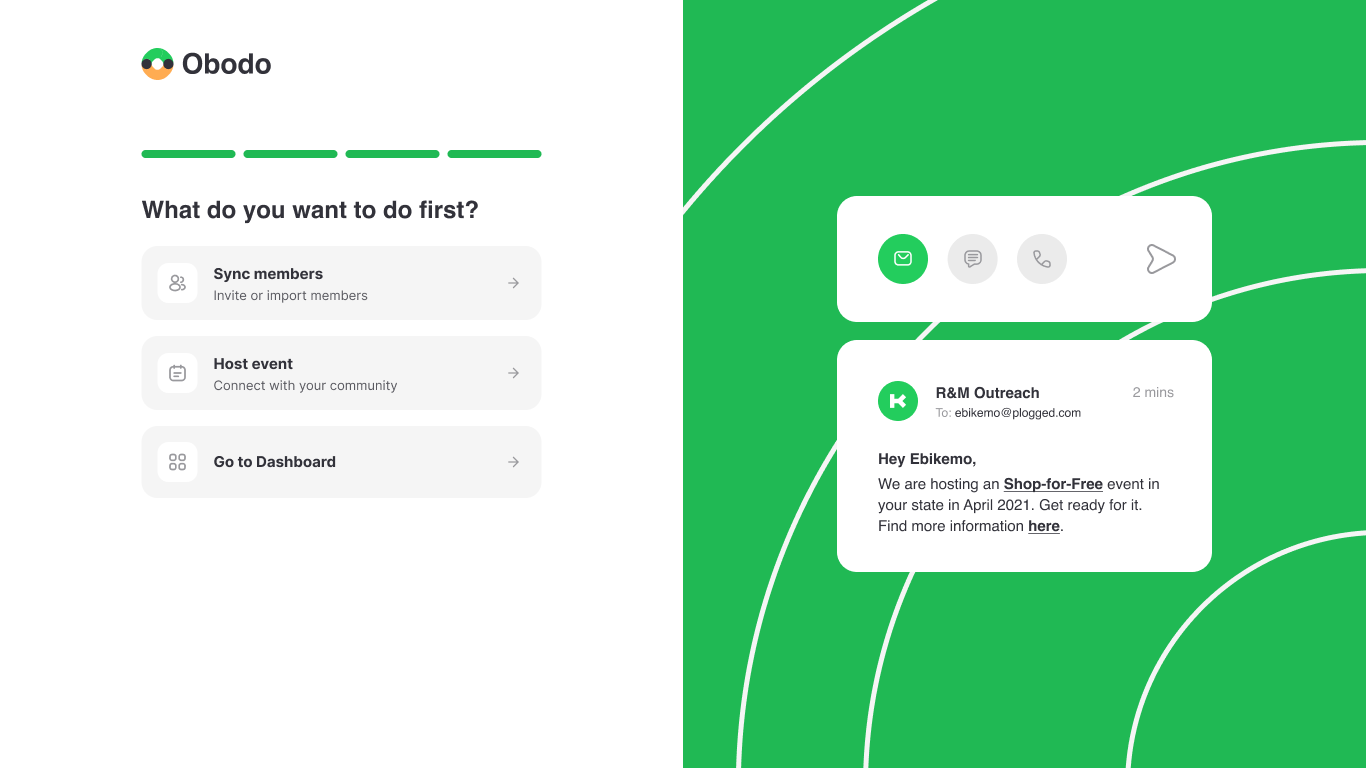 Obodo
What do you want to do first?
Sync members
Invite or import members
Host event
Connect with your community
Go to Dashboard
R&M Outreach
2 mins
To: ebikemo@plogged.com
Hey Ebikemo,
We are hosting an Shop-for-Free event in
your state in April 2021. Get ready for it.
Find more information here.